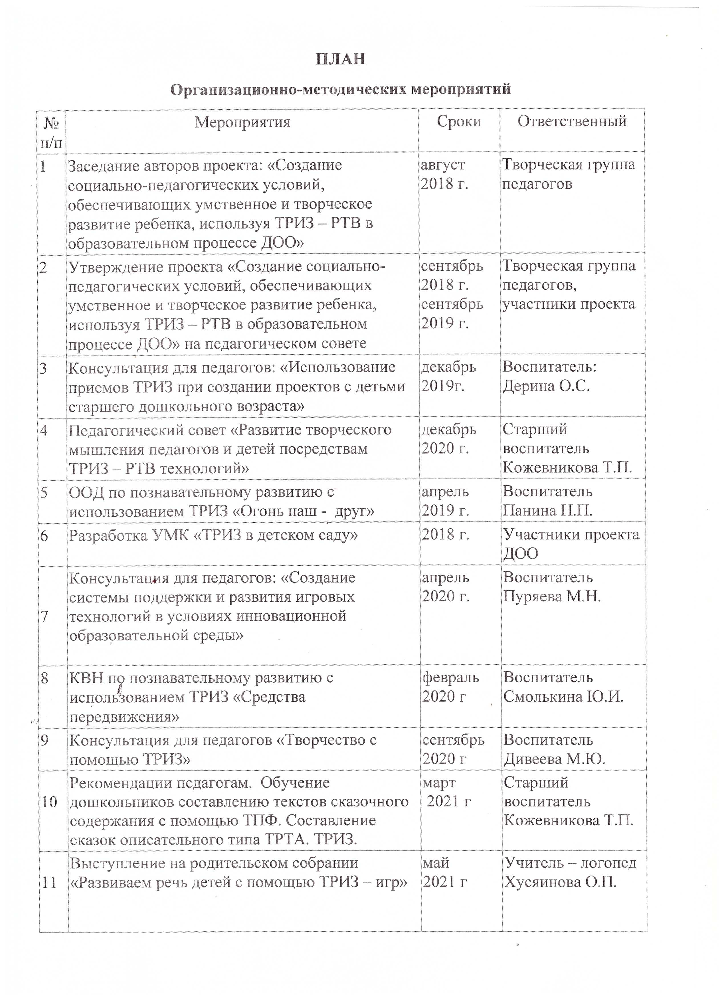 ПЛАН
Организационно-методических мероприятий
№ п/п
Мероприятия
Сроки
Ответственный
1
Заседание авторов проекта: «Создание
социально-педагогических условий,
обеспечивающих умственное и творческое
развитие ребенка, используя ТРИЗ – РТВ в
образовательном процессе ДОО»
август
2018 г.
Творческая группа
педагогов
2
Утверждение проекта «Создание социально-
педагогических условий, обеспечивающих
умственное и творческое развитие ребенка,
используя ТРИЗ – РТВ в образовательном
процессе ДОО» на педагогическом совете
сентябрь
2018 г.
сентябрь
2019 г.
Творческая группа
педагогов,
участники проекта
3
Консультация для педагогов: «Использование
приемов ТРИЗ при создании проектов с детьми
старшего дошкольного возраста»
декабрь
2019г.
Воспитатель:
Дерина О.С.
4
Педагогический совет «Развитие творческого
мышления педагогов и детей посредствам
ТРИЗ – РТВ технологий»
декабрь
2020 г.
Старший
воспитатель
Кожевникова Т.П.
5
ООД по познавательному развитию с
использованием ТРИЗ «Огонь наш - друг»
апрель
2019 г.
Воспитатель
Панина Н.П.
6
Разработка УМК «ТРИЗ в детском саду»
2018 г.
Участники проекта
ДОО
7
Консультация для педагогов: «Создание
системы поддержки и развития игровых
технологий в условиях инновационной
образовательной среды»
апрель
2020 г.
Воспитатель
Пуряева М.Н.
8
КВН по познавательному развитию с
использованием ТРИЗ «Средства
передвижения»
февраль
2020 г
Воспитатель
Смолькина Ю.И.
9
Консультация для педагогов «Творчество с
помощью ТРИЗ»
сентябрь
2020 г
Воспитатель
Дивеева М.Ю.
10
Рекомендации педагогам. Обучение
дошкольников составлению текстов сказочного
содержания с помощью ТПФ. Составление
сказок описательного типа ТРТА. ТРИЗ.
март
2021 г
Старший
воспитатель
Кожевникова Т.П.
11
Выступление на родительском собрании
«Развиваем речь детей с помощью ТРИЗ – игр»
май
2021 г
Учитель – логопед
Хусяинова О.П.